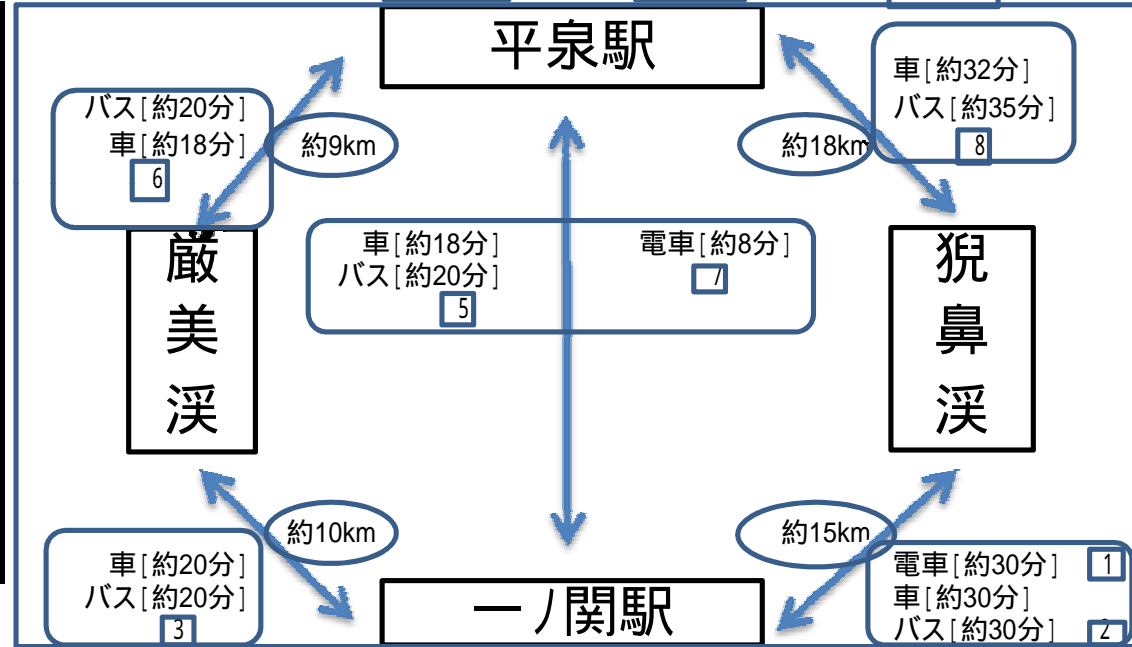 平泉駅
車[約32分]
バス[約35分]
8
バス[約20分]
車[約18分]
6
約9km
約18km
車[約18分]
バス[約20分]
5
電車[約8分]
7
厳美渓
猊鼻渓
約10km
約15km
車[約20分]
バス[約20分]
3
一ノ関駅
電車[約30分] 1
車[約30分]
バス[約30分] 2